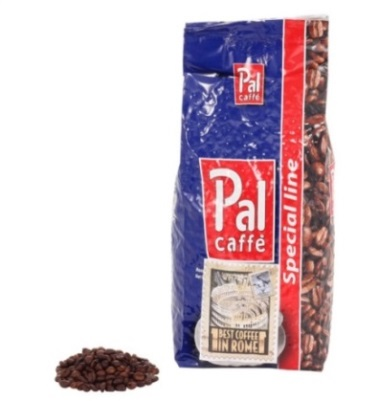 Pal
caffè
Special line
Pal
caffè
BEST COFFEE
IN ROME